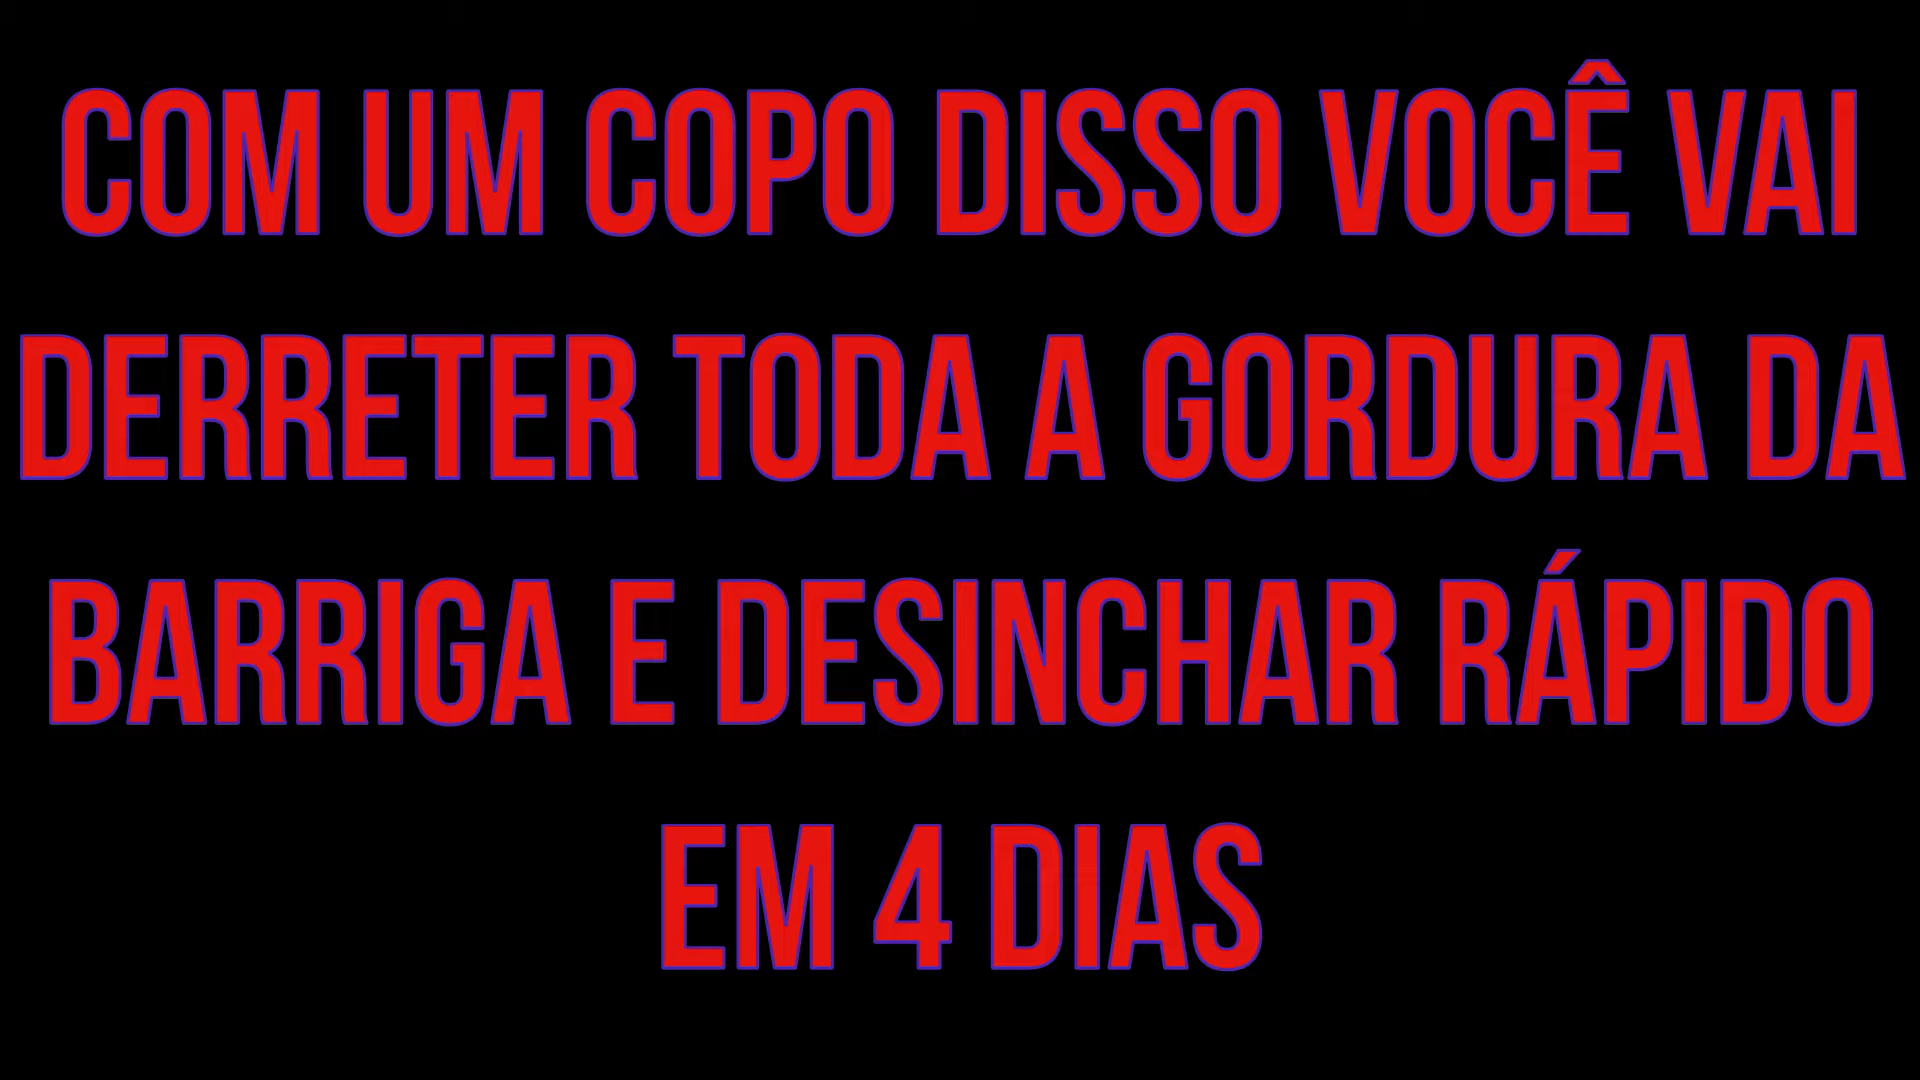 COM UM COPO DISSO VOCÊ VAI
DERRETER TODA A GORDURA DA
BARRIGA E DESINCHAR RÁPIDO
EM 4 DIAS